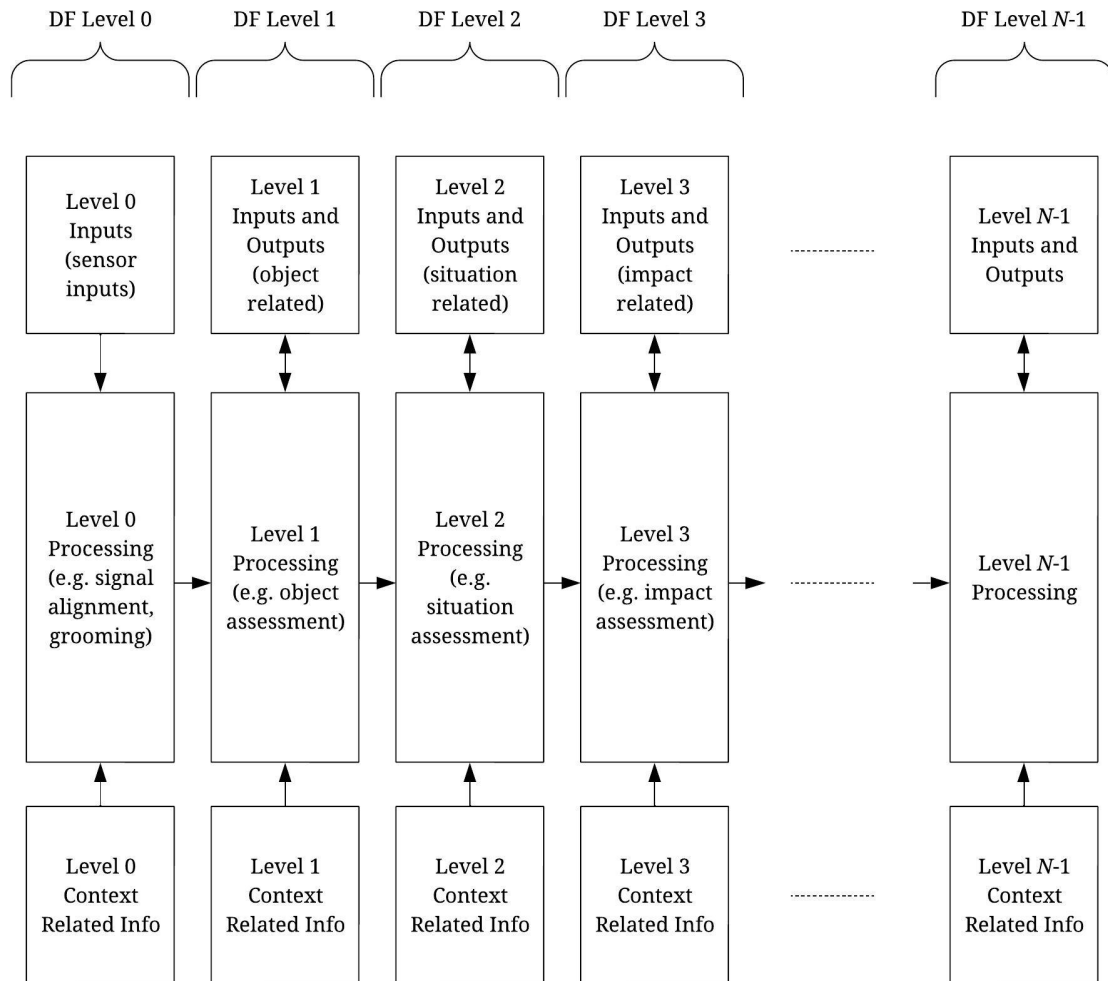 DF Level 0
DF Level 1
DF Level 2
DF Level 3
DF Level N-1
Level 0
Inputs
(sensor
inputs)
Level 1
Inputs and
Outputs
(object
related)
Level 2
Inputs and
Outputs
(situation
related)
Level 3
Inputs and
Outputs
(impact
related)
Level N-1
Inputs and
Outputs
Level 0
Processing
(e.g. signal
alignment,
grooming)
Level 1
Processing
(e.g. object
assessment)
Level 2
Processing
(e.g.
situation
assessment)
Level 3
Processing
(e.g. impact
assessment)
Level N-1
Processing
Level 0
Context
Related Info
Level 1
Context
Related Info
Level 2
Context
Related Info
Level 3
Context
Related Info
Level N-1
Context
Related Info